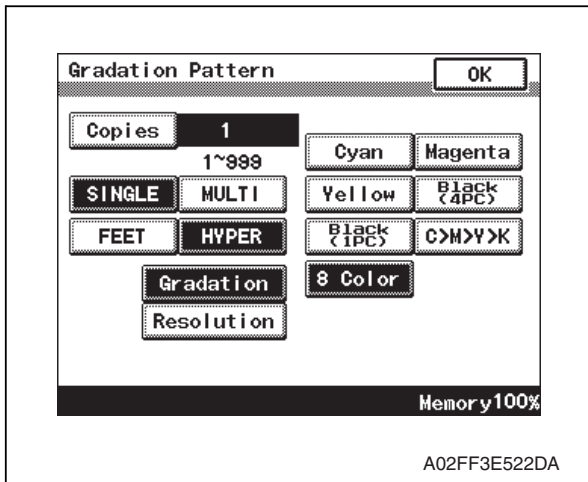 Gradation Pattern OK
Copies 1
1~999
SINGLE MULTI
FEET HYPER
Gradation
Resolution
Cyan Magenta
Yellow Black (4PC)
Black (1PC) C>M>Y>K
8 Color
Memory100%
A02FF3E522DA